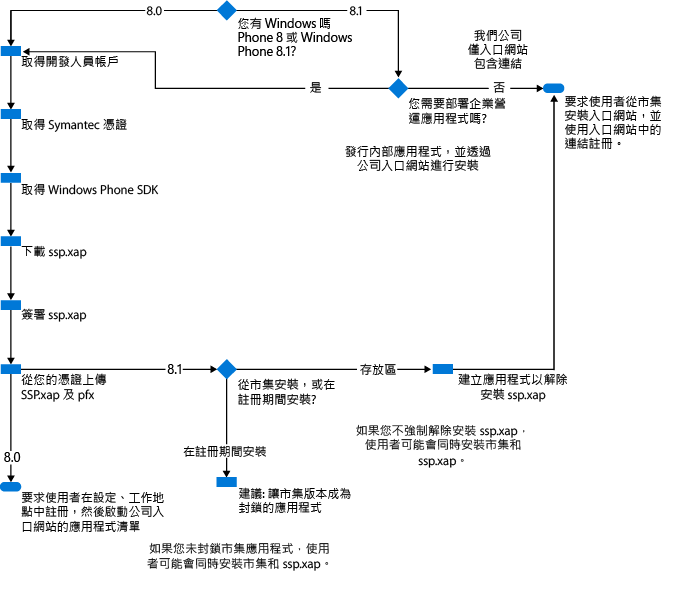 8.0
8.1
您有 Windows 嗎
Phone 8 或 Windows
Phone 8.1?
我們公司
僅入口網站
包含連結
取得開發人員帳戶
是
否
您需要部署企業營
運應用程式嗎?
要求使用者從市集
安裝入口網站，並
使用入口網站中的
連結註冊。
取得 Symantec 憑證
發行內部應用程式，並透過
公司入口網站進行安裝
取得 Windows Phone SDK
下載 ssp.xap
簽署 ssp.xap
8.1
存放區
從您的憑證上傳
SSP.xap 及 pfx
從市集安裝，或在
註冊期間安裝?
建立應用程式以解除
安裝 ssp.xap
如果您不強制解除安裝 ssp.xap，
使用者可能會同時安裝市集和
ssp.xap。
在註冊期間安裝
8.0
要求使用者在設定、工作地
點中註冊，然後啟動公司入
口網站的應用程式清單
建議: 讓市集版本成為
封鎖的應用程式
如果您未封鎖市集應用程式，使用
者可能會同時安裝市集和 ssp.xap。